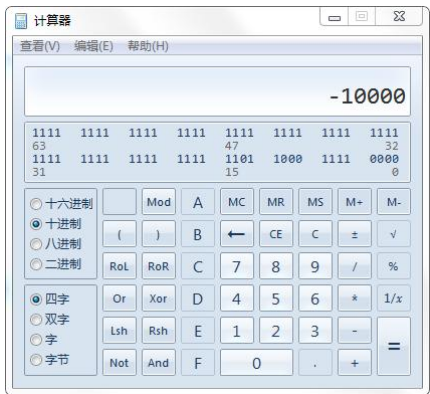 计算器
查看(V) 编辑(E) 帮助(H)
-10000
1111 1111 1111 1111 1111 1111 1111 1111
63 47 32
1111 1111 1111 1111 1101 1000 1111 0000
31 15 0
十六进制 Mod A MC MR MS M+ M-
十进制
八进制 ( ) B ← CE C ± √
二进制 RoL RoR C 7 8 9 / %
四字 Or Xor D 4 5 6 * 1/x
双字
字 Lsh Rsh E 1 2 3 - =
字节 Not And F 0 . +